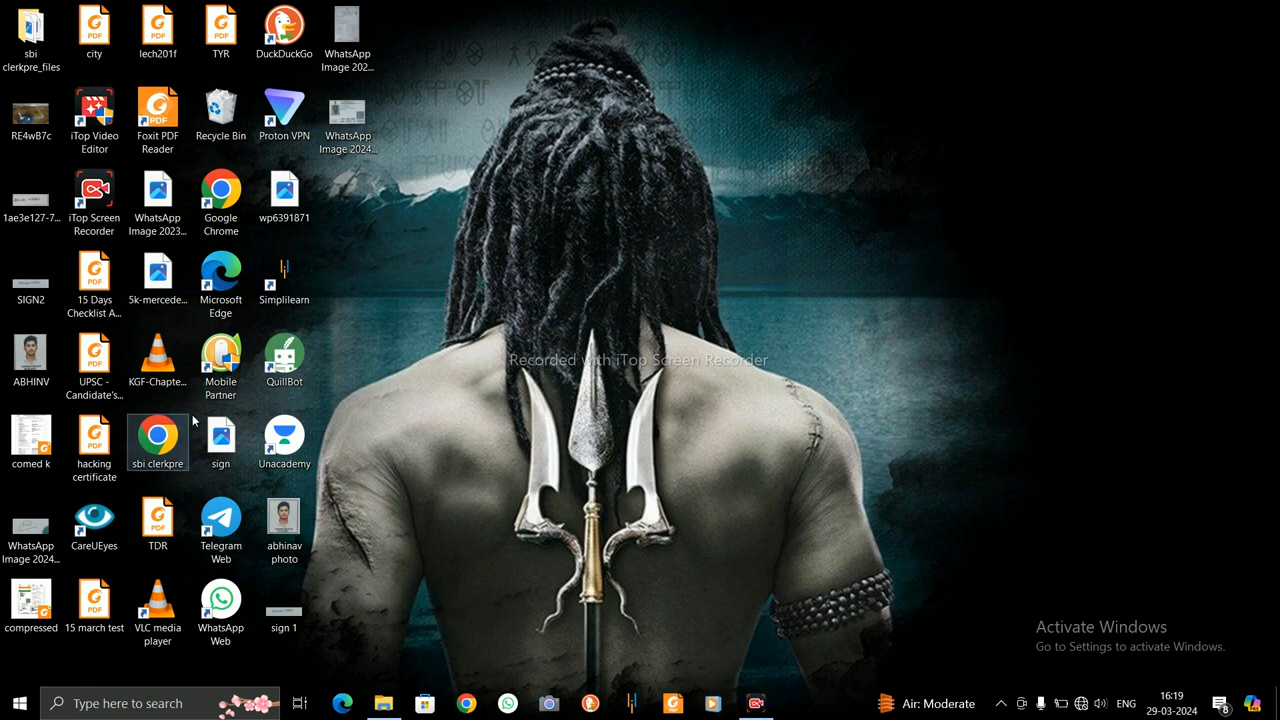 sbi
clerkpre_files
city
lech201f
TYR
DuckDuckGo
WhatsApp
Image 202...
RE4wB7c
iTop Video
Editor
Foxit PDF
Reader
Recycle Bin
Proton VPN
WhatsApp
Image 2024...
1ae3e127-7...
iTop Screen
Recorder
WhatsApp
Image 2023...
Google
Chrome
wp6391871
SIGN2
15 Days
Checklist A...
5k-mercede...
Microsoft
Edge
Simplilearn
ABHINV
UPSC -
Candidate's...
KGF-Chapte...
Mobile
Partner
QuillBot
comed k
hacking
certificate
sbi clerkpre
sign
Unacademy
WhatsApp
Image 2024...
CareUEyes
TDR
Telegram
Web
abhinav
photo
compressed
15 march test
VLC media
player
WhatsApp
Web
sign 1
Recorded with iTop Screen Recorder
Activate Windows
Go to Settings to activate Windows.
Type here to search
Air: Moderate
ENG
16:19
29-03-2024
8